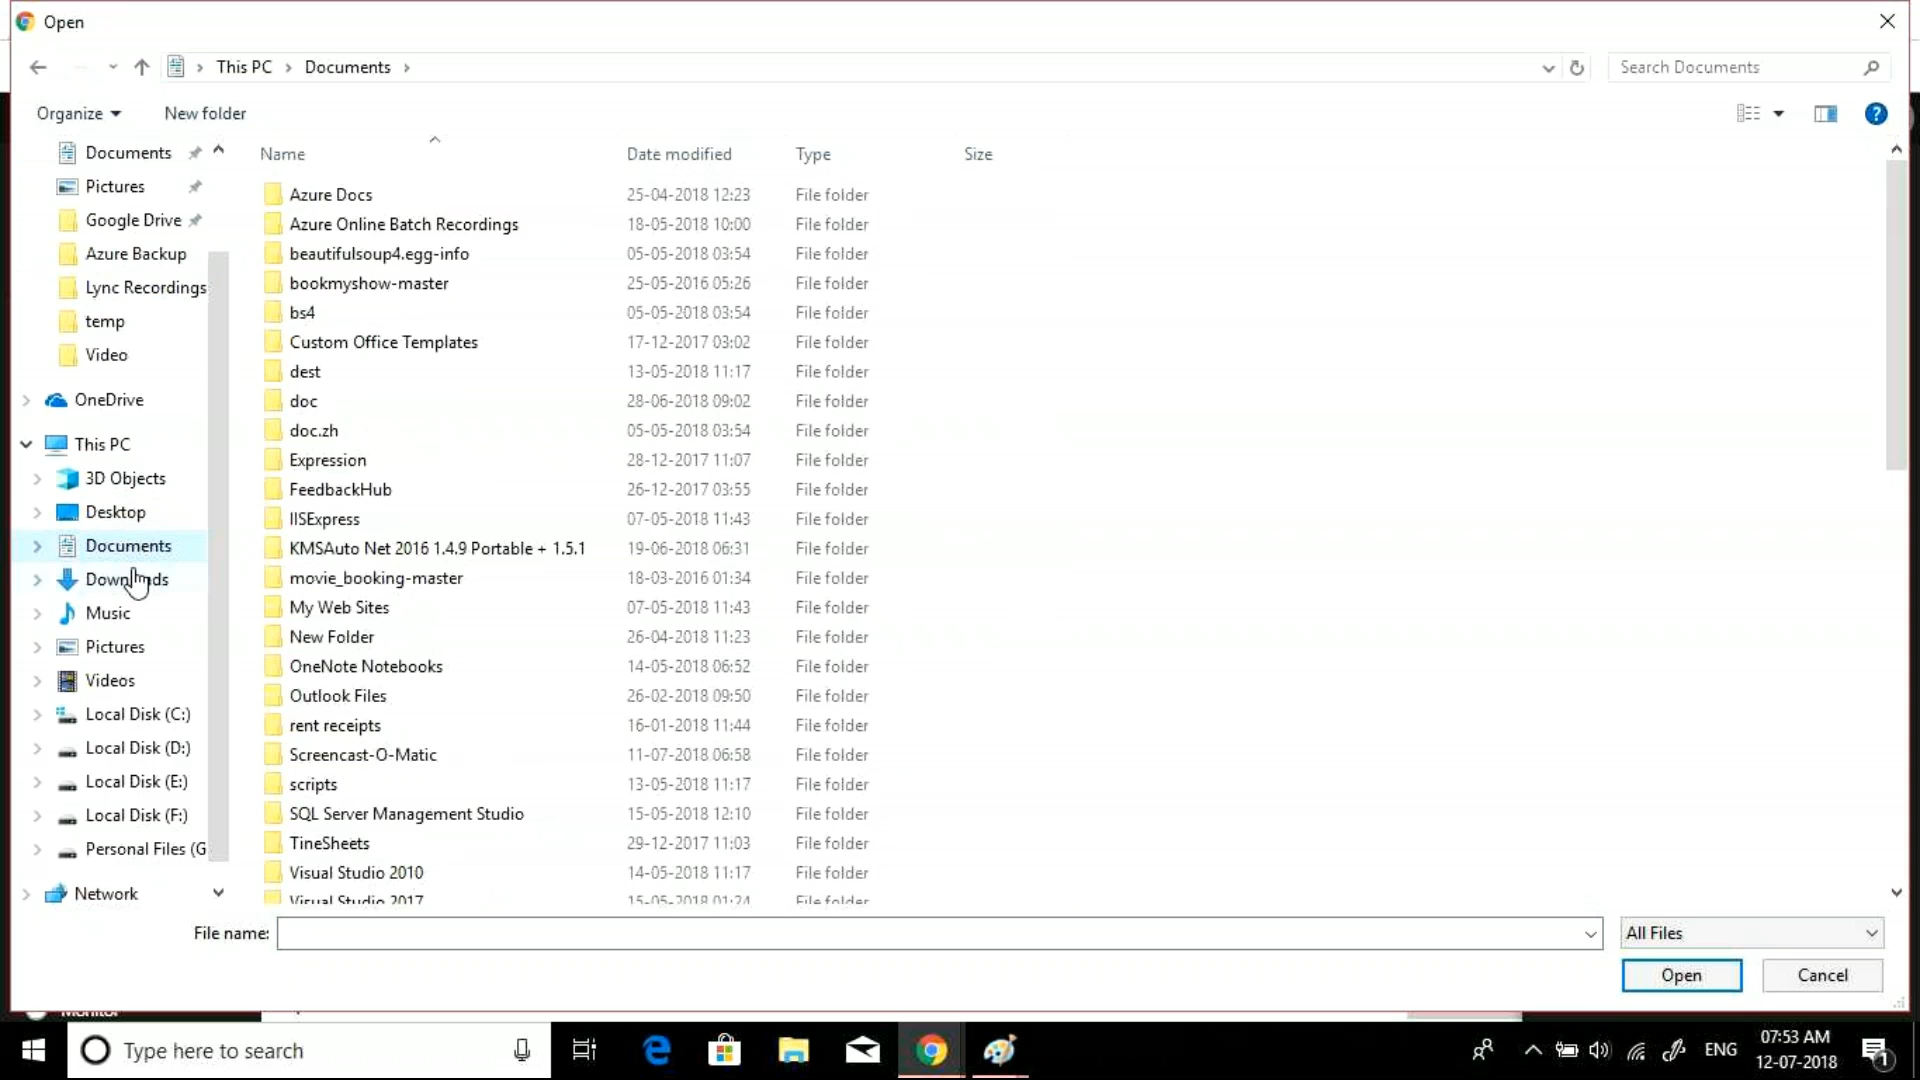 Open
This PC Documents
Search Documents
Organize
New folder
Name Date modified Type Size
Documents
Pictures
Google Drive
Azure Backup
Lync Recordings
temp
Video
OneDrive
This PC
3D Objects
Desktop
Documents
Downloads
Music
Pictures
Videos
Local Disk (C:)
Local Disk (D:)
Local Disk (E:)
Local Disk (F:)
Personal Files (G
Network
Azure Docs 25-04-2018 12:23 File folder
Azure Online Batch Recordings 18-05-2018 10:00 File folder
beautifulsoup4.egg-info 05-05-2018 03:54 File folder
bookmyshow-master 25-05-2016 05:26 File folder
bs4 05-05-2018 03:54 File folder
Custom Office Templates 17-12-2017 03:02 File folder
dest 13-05-2018 11:17 File folder
doc 28-06-2018 09:02 File folder
doc.zh 05-05-2018 03:54 File folder
Expression 28-12-2017 11:07 File folder
FeedbackHub 26-12-2017 03:55 File folder
IISExpress 07-05-2018 11:43 File folder
KMSAuto Net 2016 1.4.9 Portable + 1.5.1 19-06-2018 06:31 File folder
movie_booking-master 18-03-2016 01:34 File folder
My Web Sites 07-05-2018 11:43 File folder
New Folder 26-04-2018 11:23 File folder
OneNote Notebooks 14-05-2018 06:52 File folder
Outlook Files 26-02-2018 09:50 File folder
rent receipts 16-01-2018 11:44 File folder
Screencast-O-Matic 11-07-2018 06:58 File folder
scripts 13-05-2018 11:17 File folder
SQL Server Management Studio 15-05-2018 12:10 File folder
TineSheets 29-12-2017 11:03 File folder
Visual Studio 2010 14-05-2018 11:17 File folder
Visual Studio 2017 15-05-2018 01:24 File folder
File name:
All Files
Open
Cancel
Monitor
Type here to search
ENG
07:53 AM
12-07-2018
1